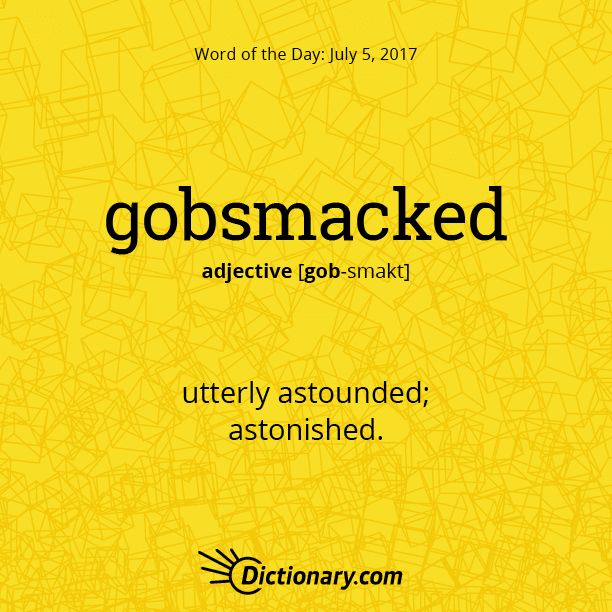 Word of the Day: July 5, 2017
gobsmacked
adjective [gob-smakt]
utterly astounded;
astonished.
Dictionary.com